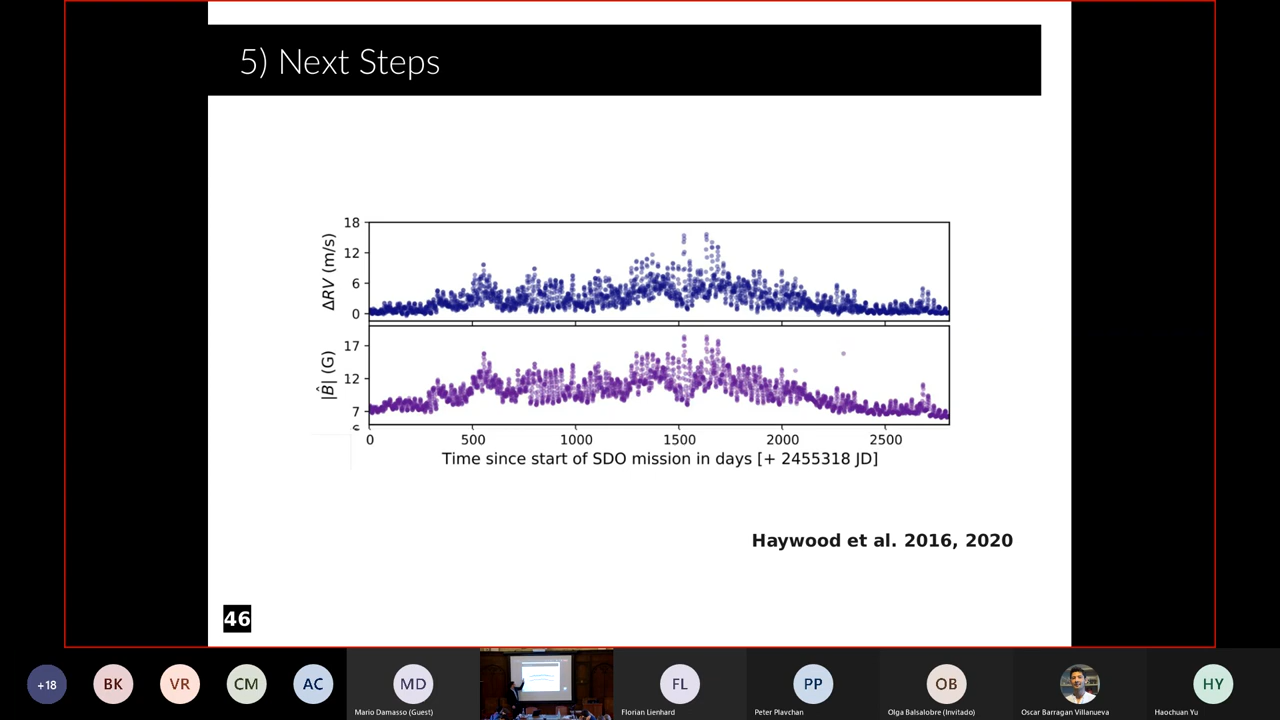 5) Next Steps
18
12
6
0
ΔRV (m/s)
17
12
7
6
|B̂| (G)
0 500 1000 1500 2000 2500
Time since start of SDO mission in days [+ 2455318 JD]
Haywood et al. 2016, 2020
46
+18 BK VR CM AC MD FL PP OB HY
Mario Damasso (Guest) Florian Lienhard Peter Plavchan Olga Balsalobre (Invitado) Oscar Barragan Villanueva Haochuan Yu